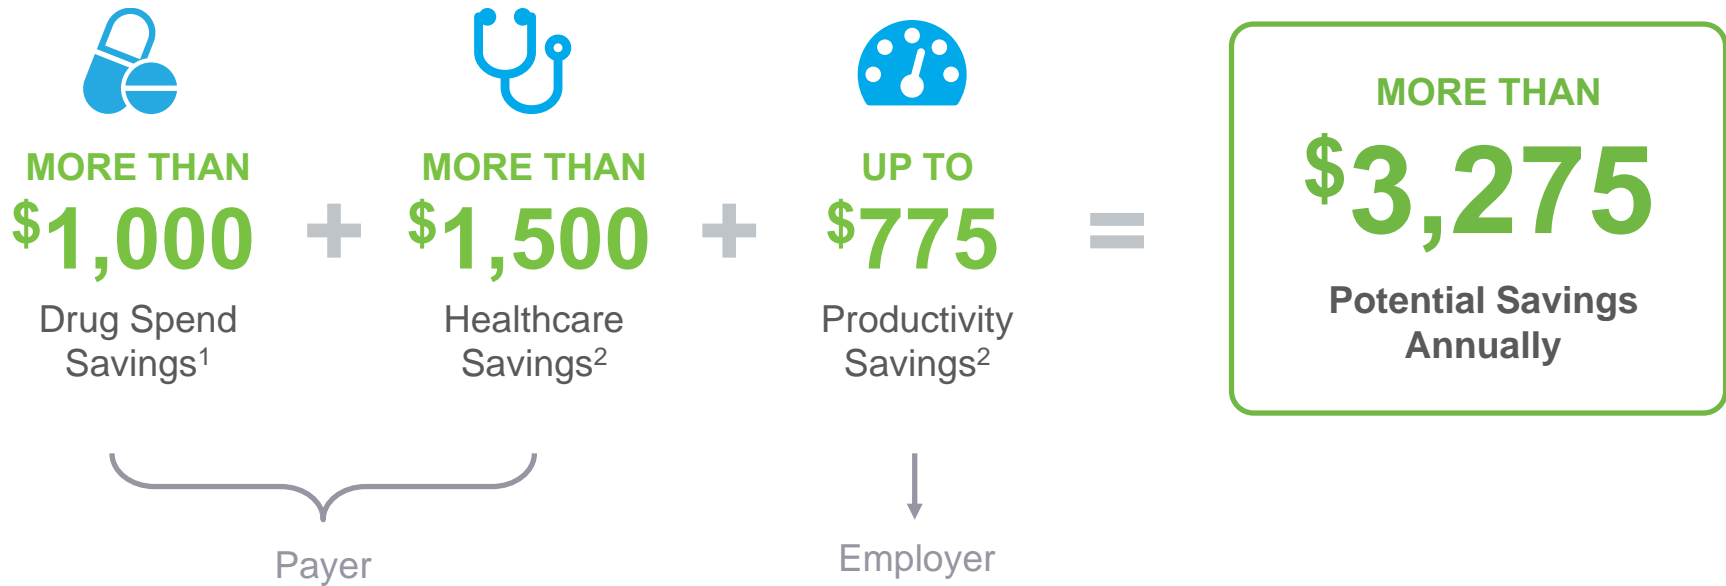 MORE THAN
$1,000
Drug Spend
Savings1
+
MORE THAN
$1,500
Healthcare
Savings2
+
UP TO
$775
Productivity
Savings2
=
MORE THAN
$3,275
Potential Savings
Annually
Payer
Employer